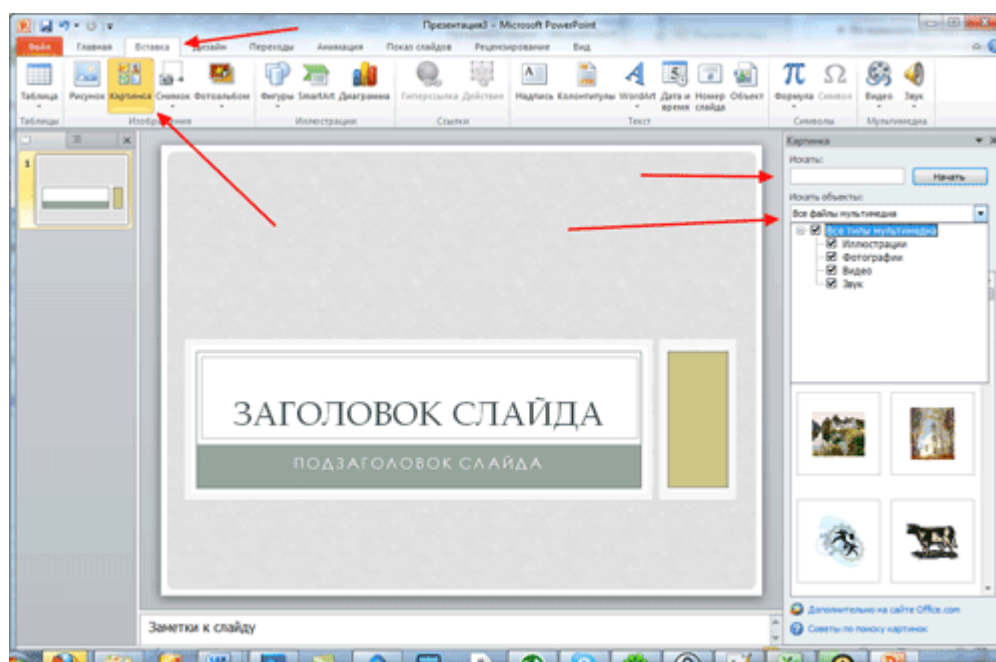 Презентация3 - Microsoft PowerPoint
Файл Главная Вставка Дизайн Переходы Анимация Показ слайдов Рецензирование Вид
Таблица Рисунок Картинка Снимок Фотоальбом Фигуры SmartArt Диаграмма Гиперссылка Действие Надпись Колонтитулы WordArt Дата и время Номер слайда Объект Формула Символ Видео Звук
Таблицы Изображения Иллюстрации Ссылки Текст Символы Мультимедиа
Картинка
Искать:
Начать
Искать объекты:
Все файлы мультимедиа
Все типы мультимедиа
Иллюстрации
Фотографии
Видео
Звук
1
ЗАГОЛОВОК СЛАЙДА
ПОДЗАГОЛОВОК СЛАЙДА
Дополнительно на сайте Office.com
Советы по поиску картинок
Заметки к слайду